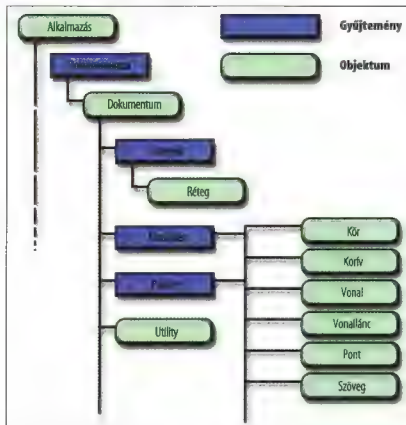 Alkalmazás
Gyűjtemény
Objektum
Dokumentum
Réteg
Kör
Korív
Vonal
Vonallánc
Utility
Pont
Szöveg